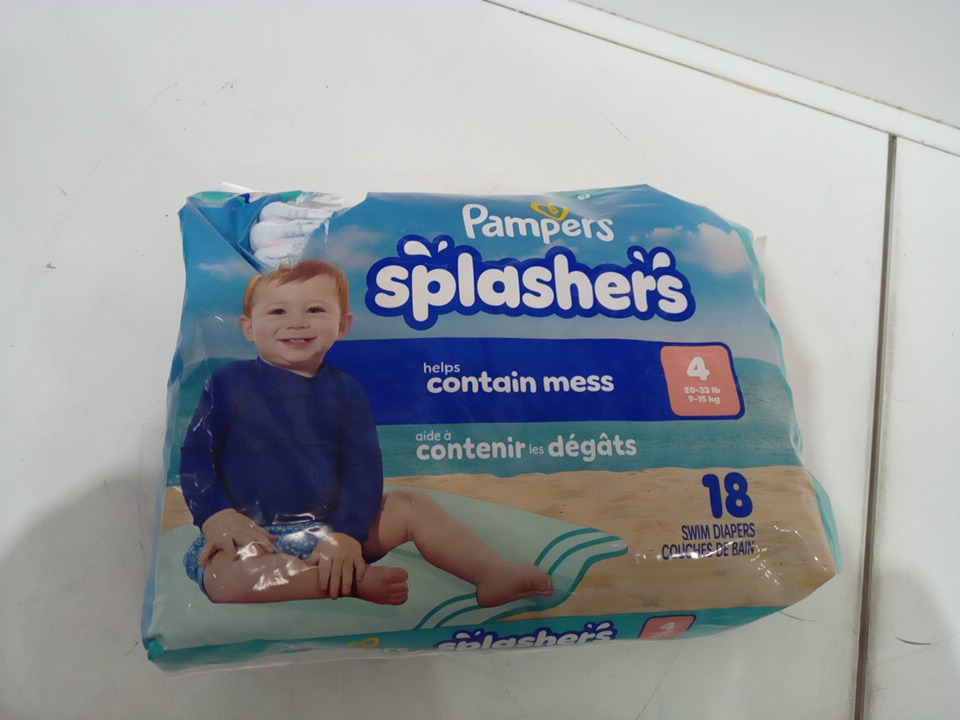 Pampers
splashers
helps
contain mess
4
20-33 lb
9-15 kg
aide à
contenir les dégâts
18
SWIM DIAPERS
COUCHES DE BAIN
splashers
4